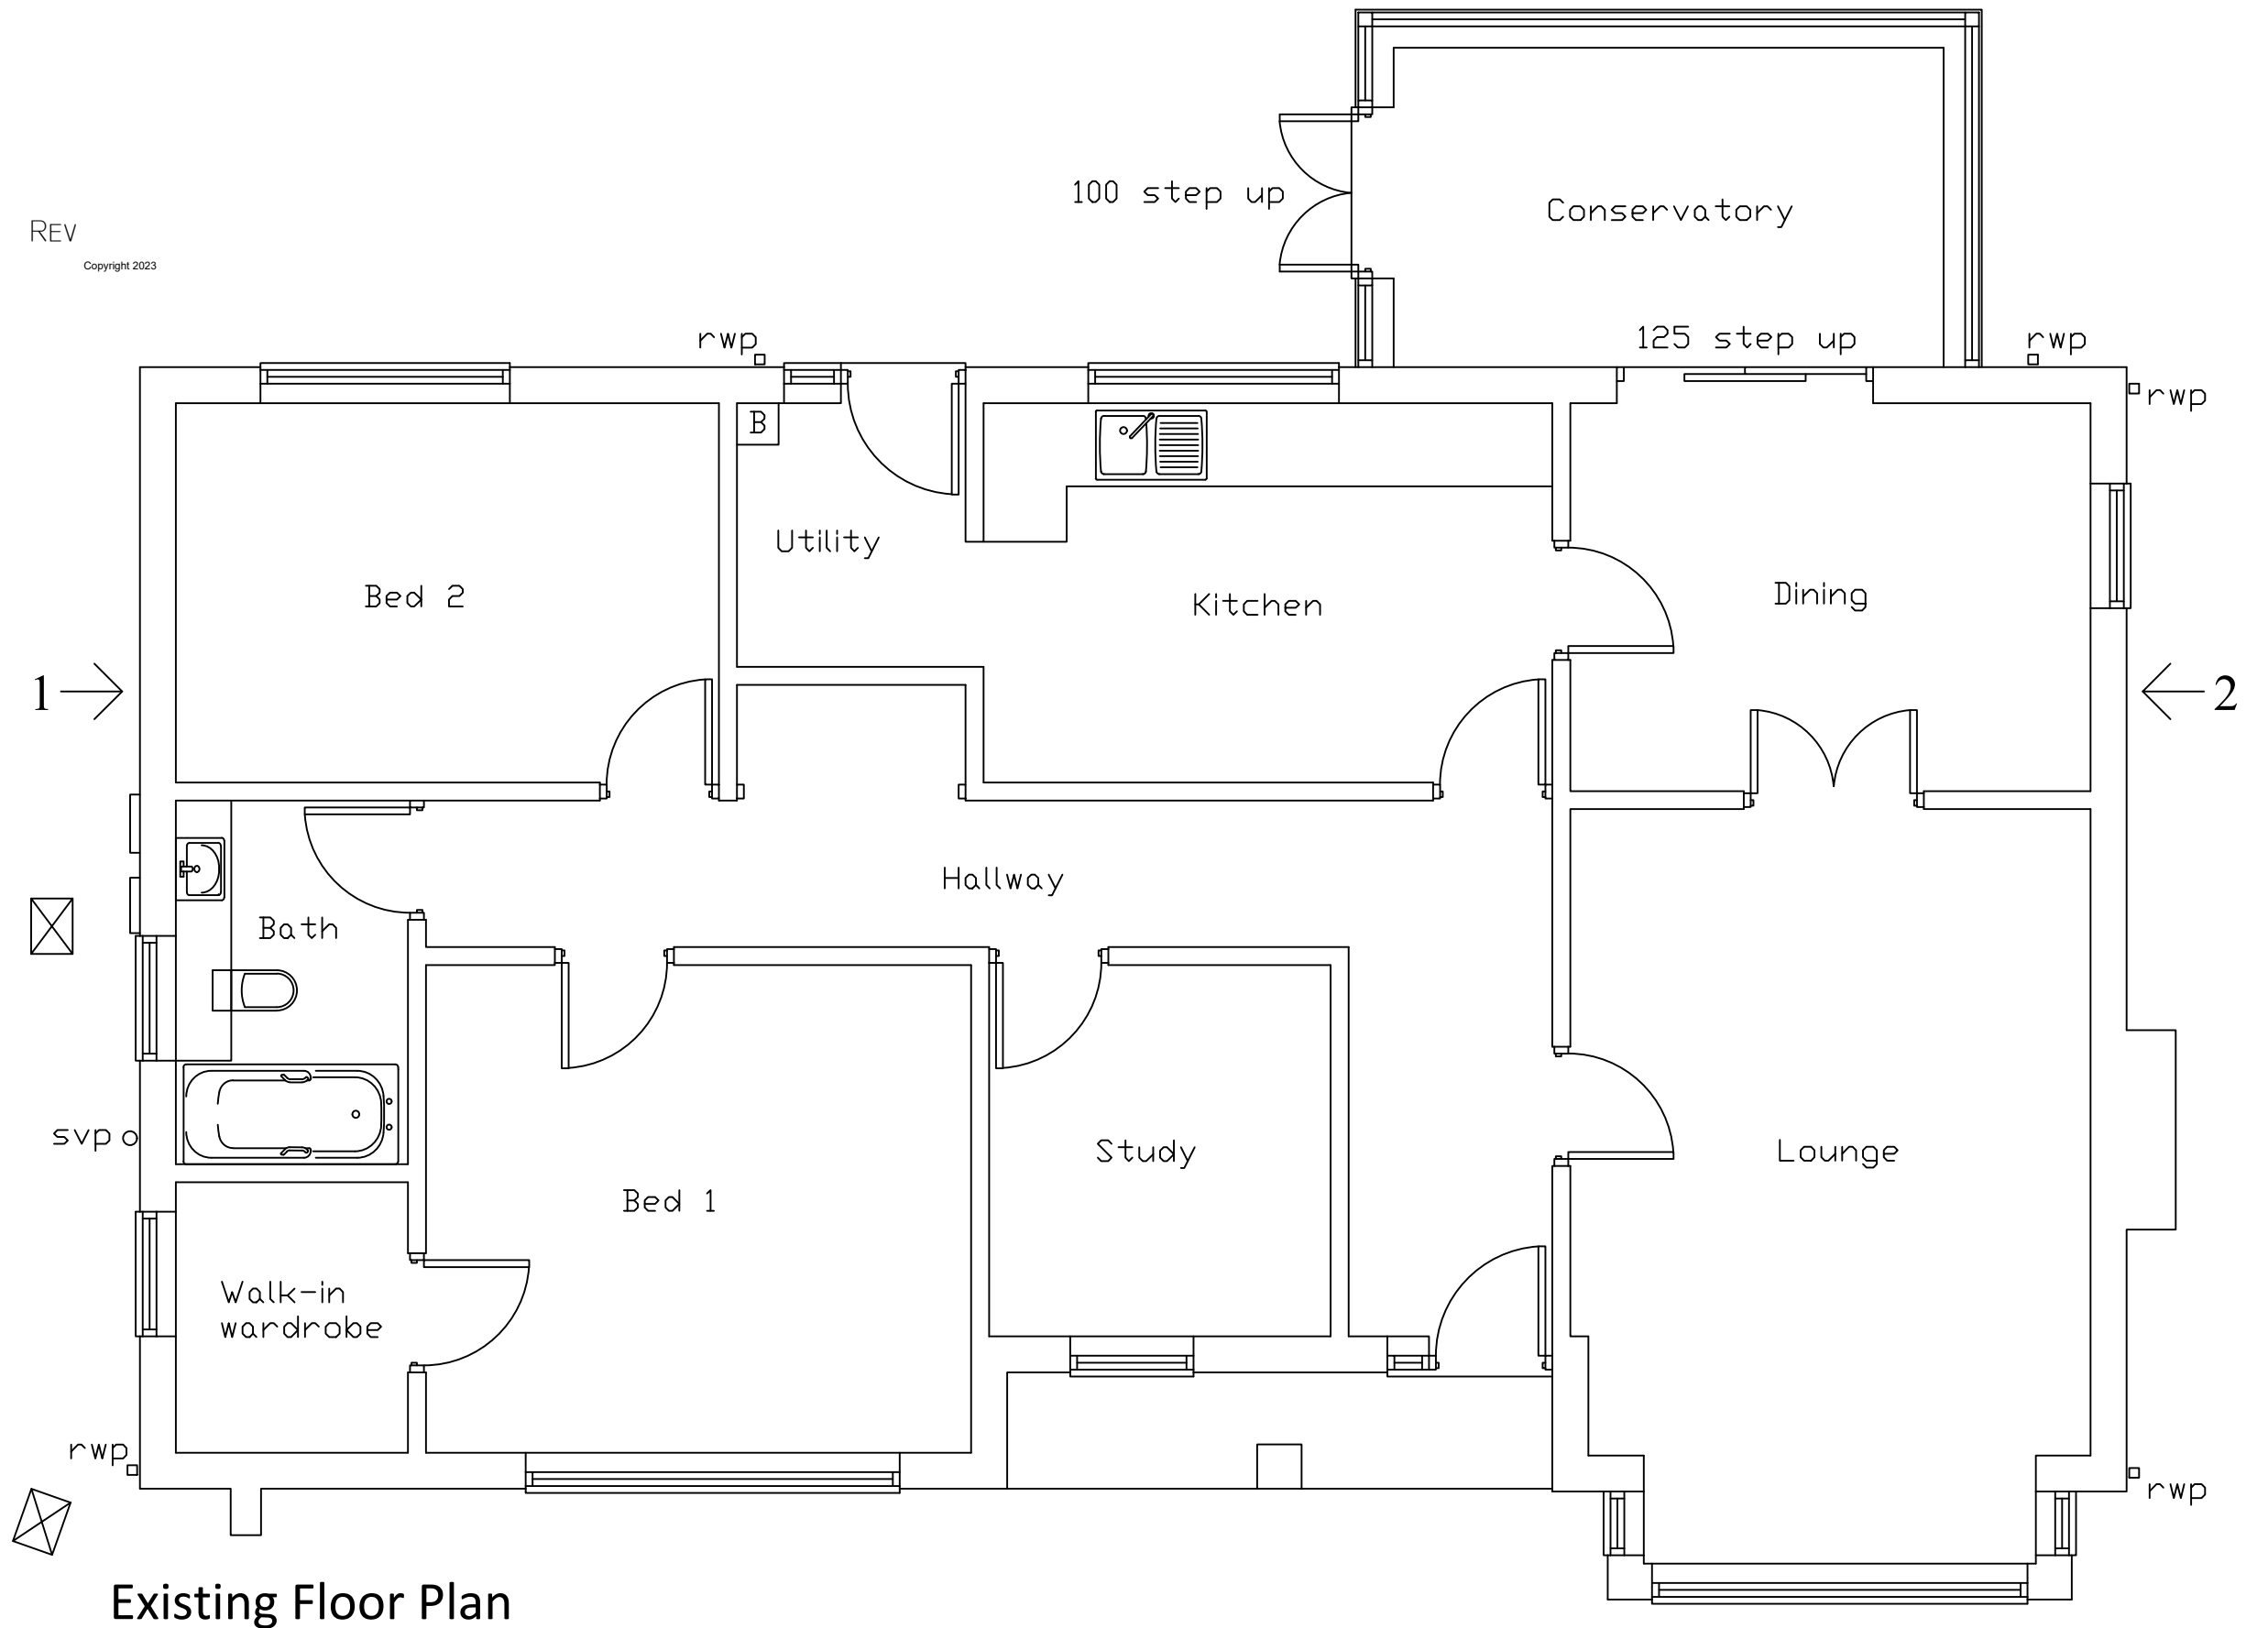 100 step up
Conservatory
Rev
Copyright 2023
125 step up
rwp
rwp
rwp
B
Utility
Bed 2
Kitchen
Dining
1
2
Hallway
Bath
svp
Study
Lounge
Bed 1
Walk-in
wardrobe
rwp
rwp
Existing Floor Plan